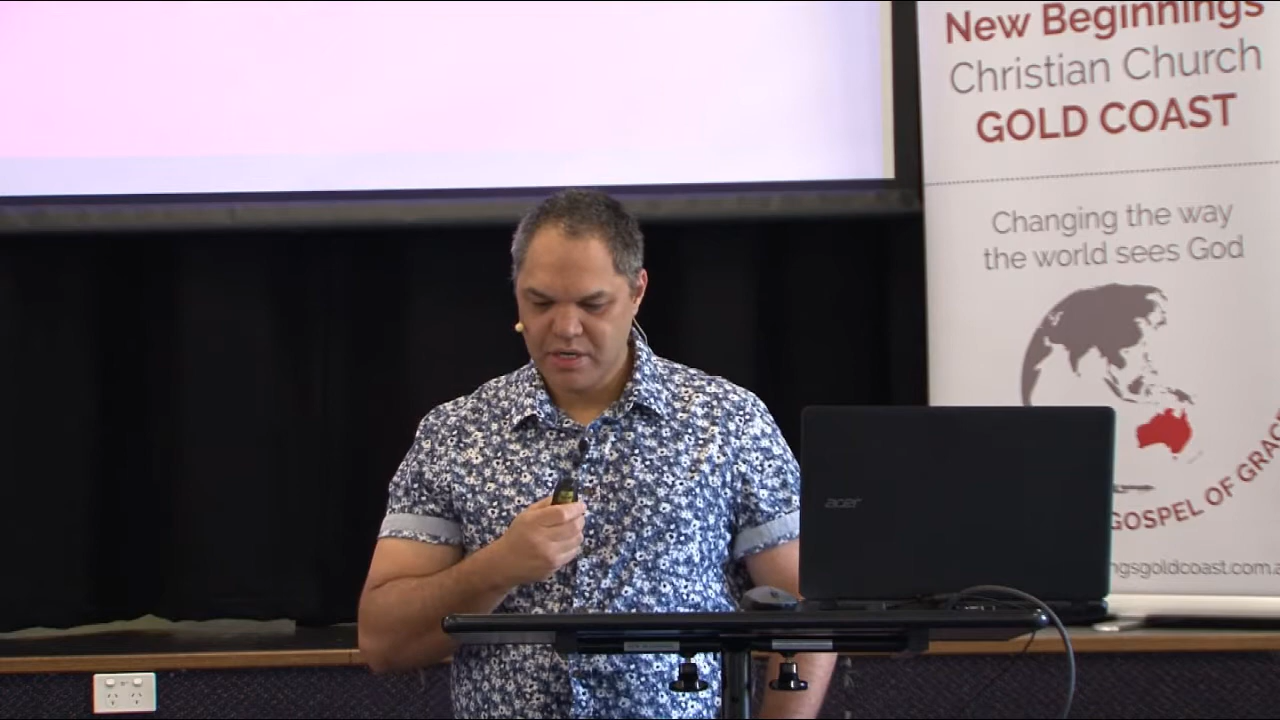 New Beginnings
Christian Church
GOLD COAST
Changing the way
the world sees God
GOSPEL OF GRAC
ngsgoldcoast.com.a
acer